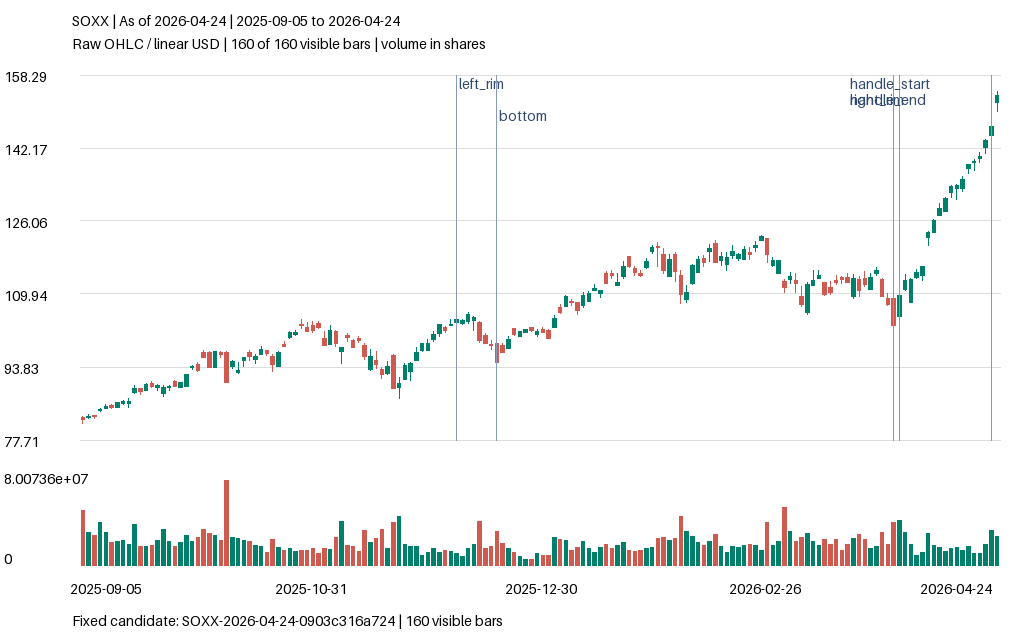 SOXX | As of 2026-04-24 | 2025-09-05 to 2026-04-24
Raw OHLC / linear USD | 160 of 160 visible bars | volume in shares
158.29
left_rim
handle_start
bottom
142.17
126.06
109.94
93.83
77.71
8.00736e+07
0
2025-09-05
2025-10-31
2025-12-30
2026-02-26
2026-04-24
Fixed candidate: SOXX-2026-04-24-0903c316a724 | 160 visible bars